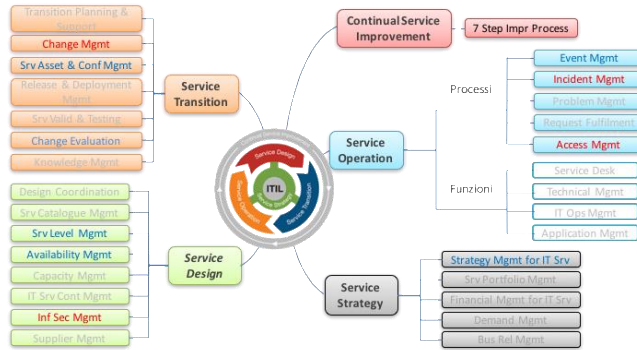 Transition Planning &
Support
Change Mgmt
Srv Asset & Conf Mgmt
Release & Deployment
Mgmt
Srv Valid & Testing
Change Evaluation
Knowledge Mgmt
Service
Transition
Design Coordination
Srv Catalogue Mgmt
Srv Level Mgmt
Availability Mgmt
Capacity Mgmt
IT Srv Cont Mgmt
Inf Sec Mgmt
Supplier Mgmt
Service
Design
Continual Service Improvement
Service Design
Service Operation
Service Transition
Service Strategy
ITIL
Continual Service
Improvement
7 Step Impr Process
Service
Operation
Processi
Event Mgmt
Incident Mgmt
Problem Mgmt
Request Fulfilment
Access Mgmt
Funzioni
Service Desk
Technical Mgmt
IT Ops Mgmt
Application Mgmt
Service
Strategy
Strategy Mgmt for IT Srv
Srv Portfolio Mgmt
Financial Mgmt for IT Srv
Demand Mgmt
Bus Rel Mgmt